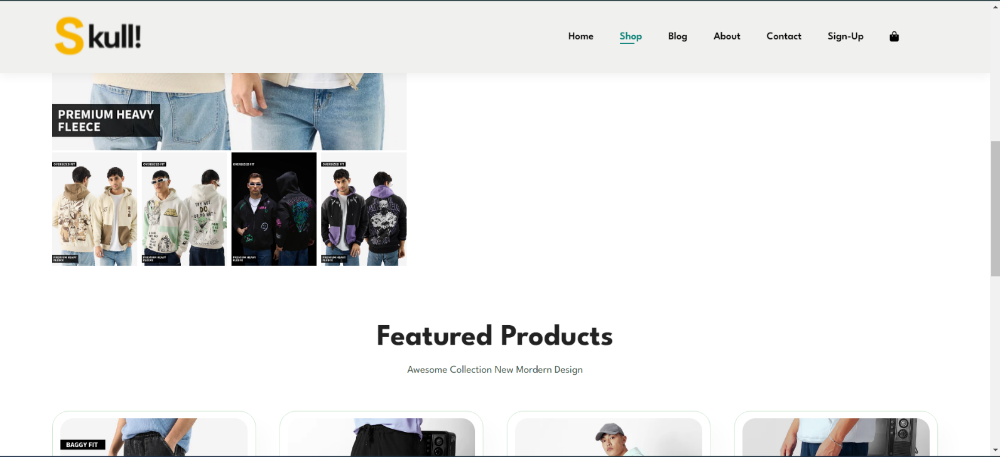 Skull!
Home Shop Blog About Contact Sign-Up
PREMIUM HEAVY
FLEECE
OVERSIZED FIT
OVERSIZED FIT
OVERSIZED FIT
OVERSIZED FIT
TRY NOT.
DO.
OR DO NOT
PREMIUM HEAVY
FLEECE
PREMIUM HEAVY
FLEECE
PREMIUM HEAVY
FLEECE
PREMIUM HEAVY
FLEECE
Featured Products
Awesome Collection New Mordern Design
BAGGY FIT